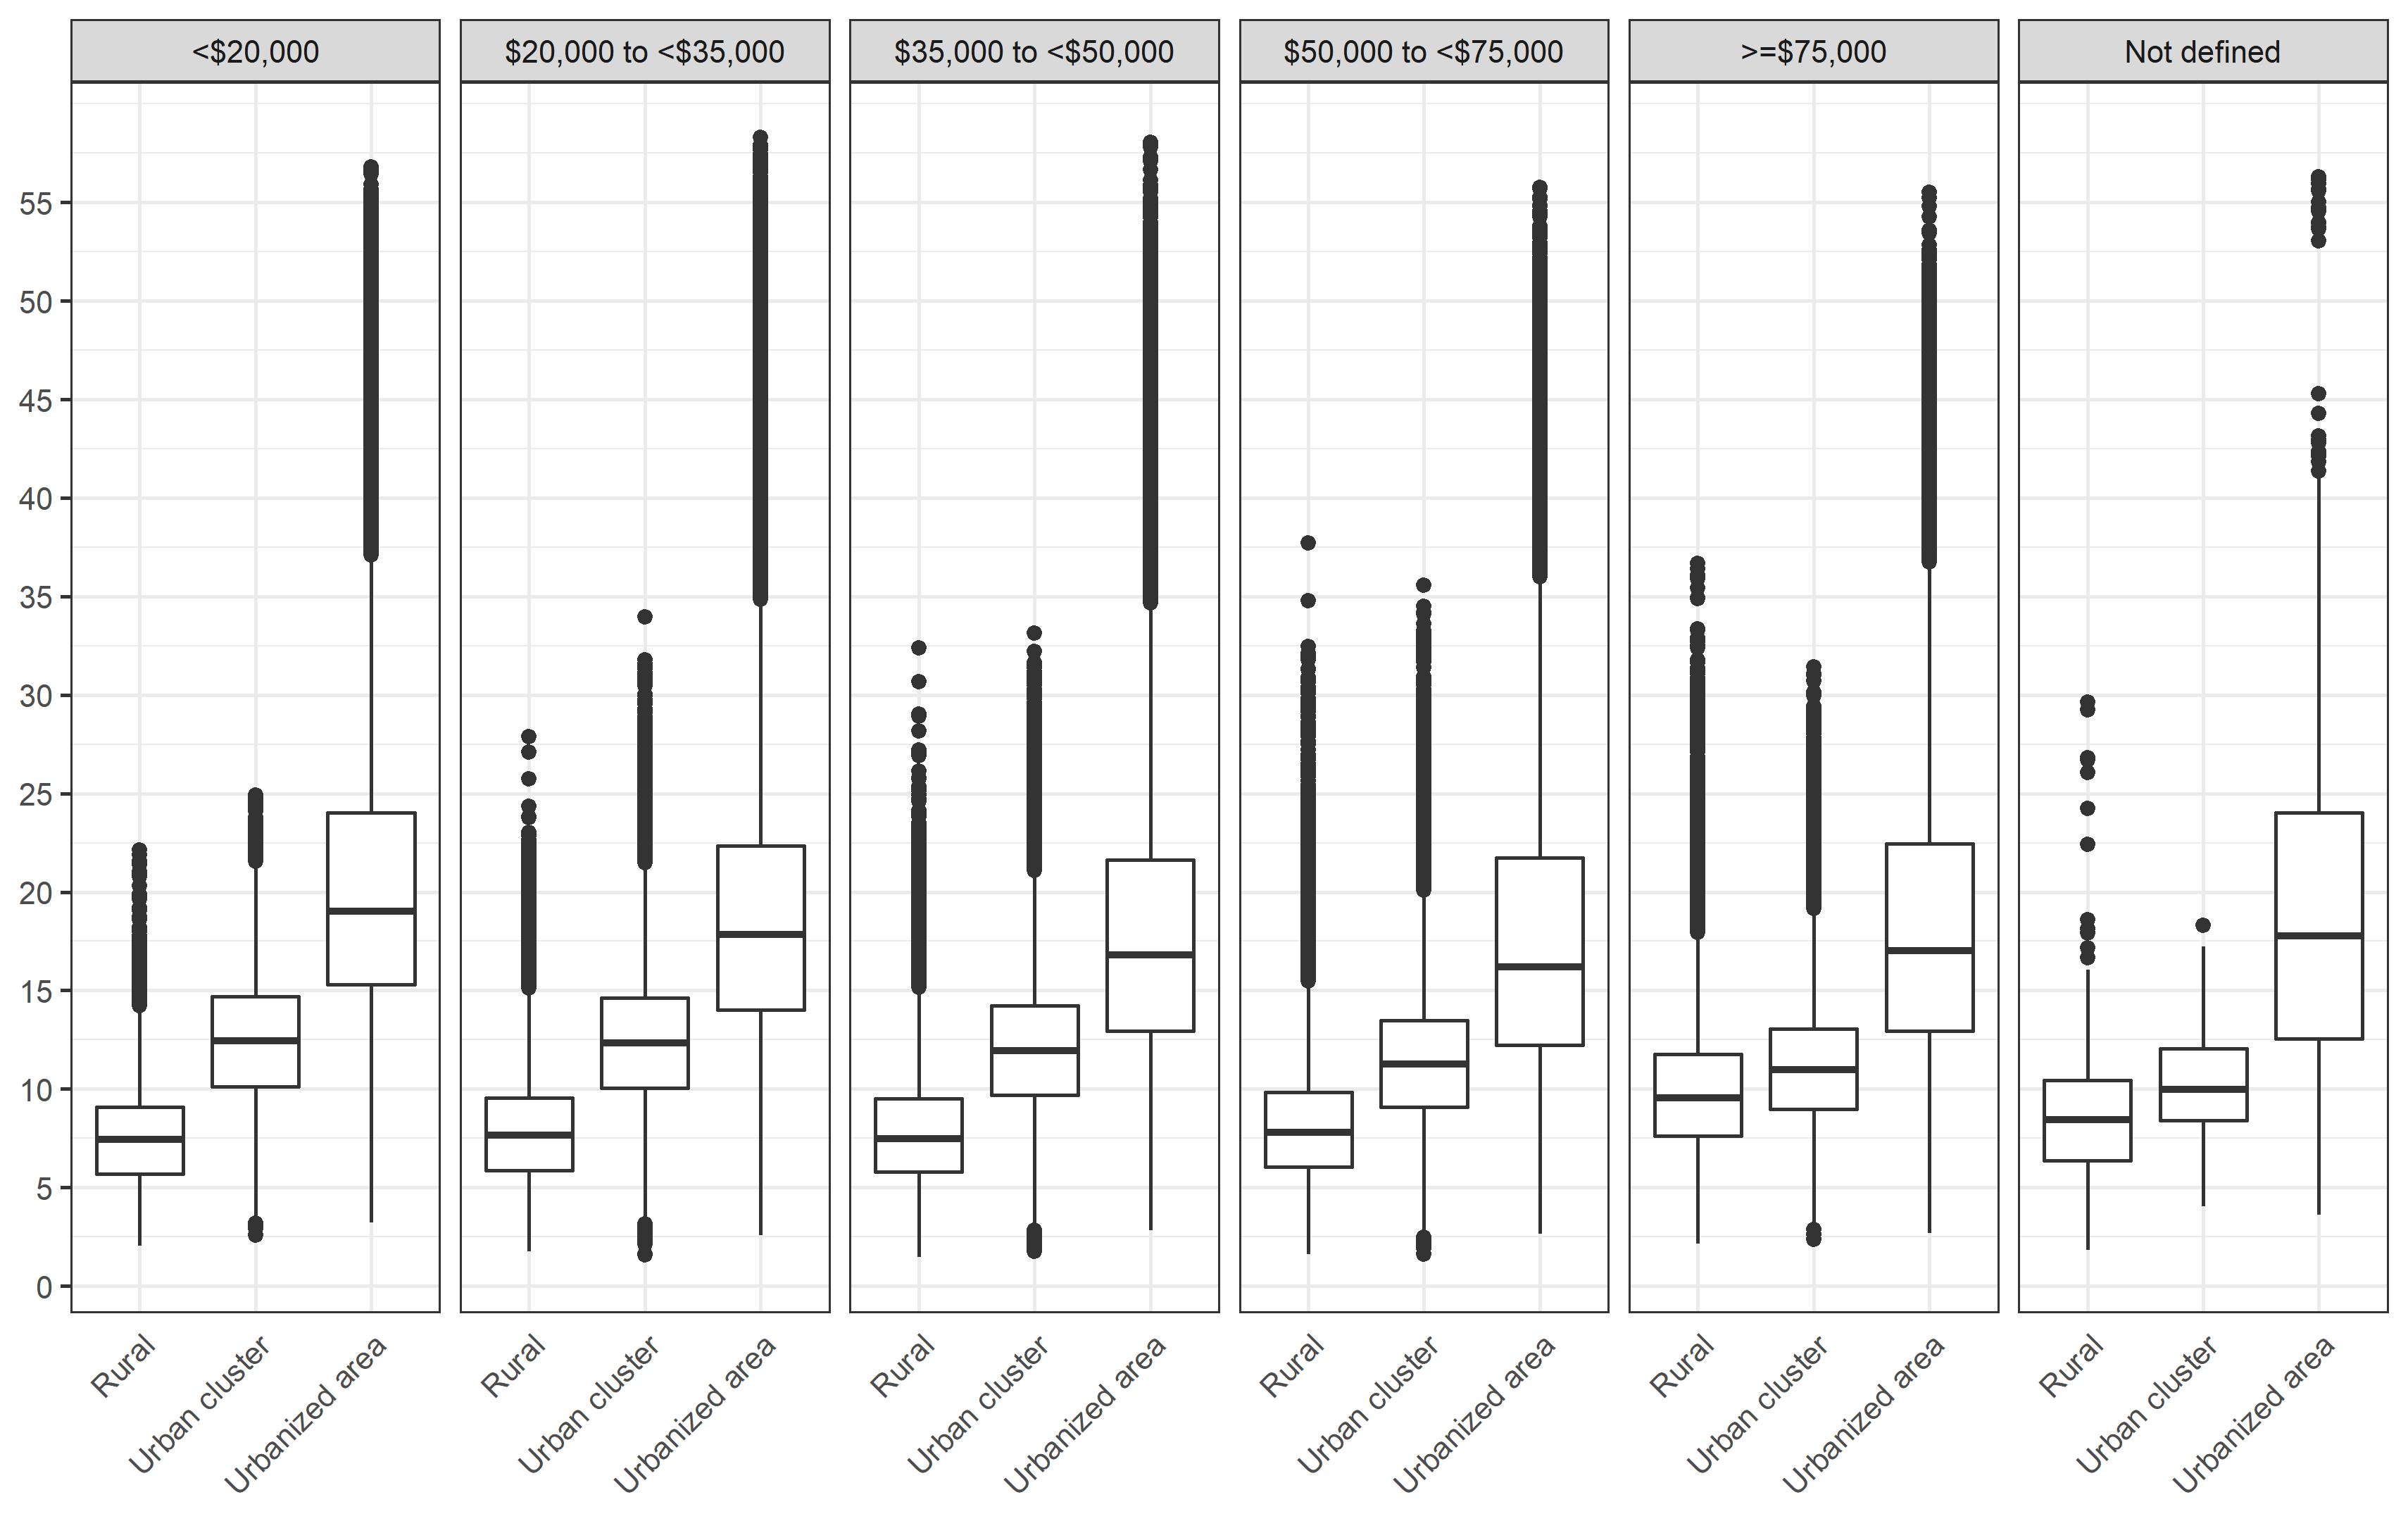 <$20,000
$20,000 to <$35,000
$35,000 to <$50,000
$50,000 to <$75,000
>=$75,000
Not defined
55
50
45
40
35
30
25
20
15
10
5
0
Rural
Urban cluster
Urbanized area
Rural
Urban cluster
Urbanized area
Rural
Urban cluster
Urbanized area
Rural
Urban cluster
Urbanized area
Rural
Urban cluster
Urbanized area
Rural
Urban cluster
Urbanized area